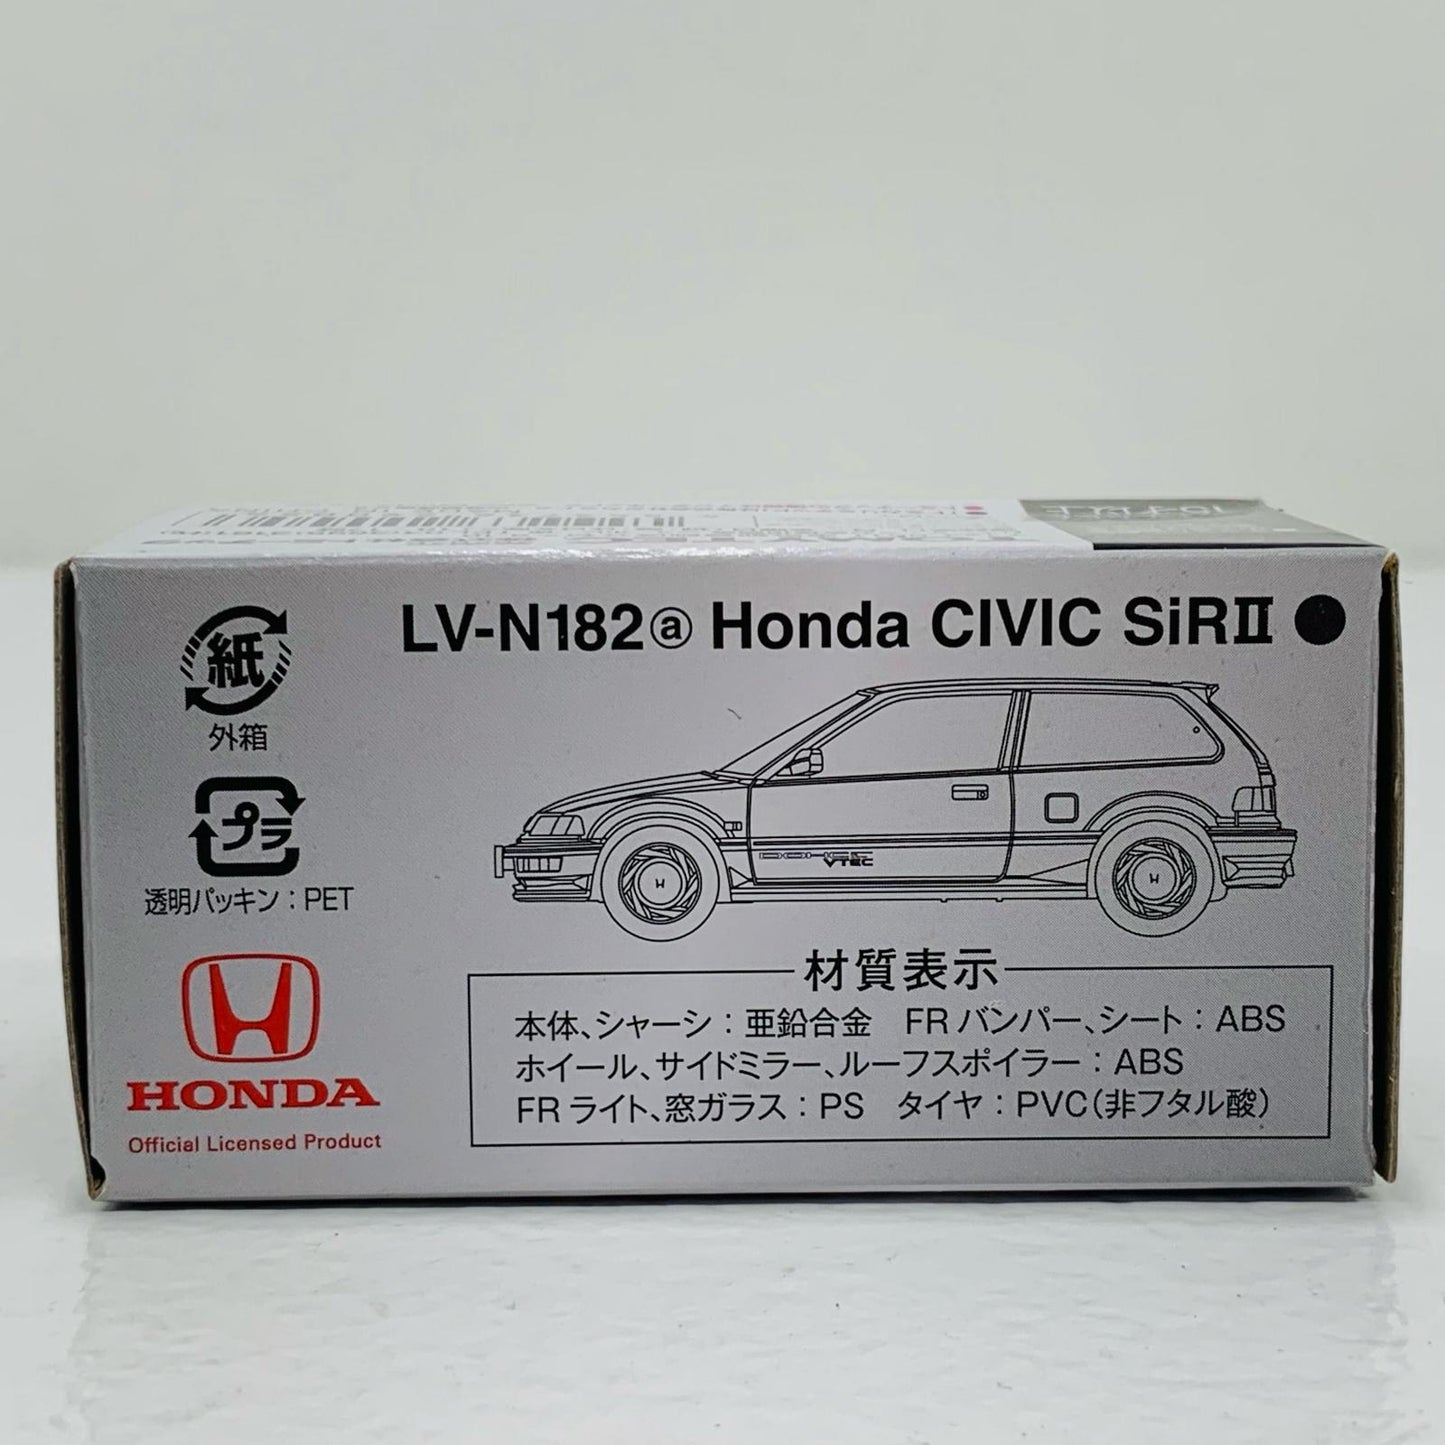 LV-N182ⓐ Honda CIVIC SiRⅡ ●
紙
外箱
プラ
透明パッキン：PET
DOHC
VTEC
H
H
HONDA
Official Licensed Product
材質表示
本体、シャーシ：亜鉛合金　FR バンパー、シート：ABS
ホイール、サイドミラー、ルーフスポイラー：ABS
FR ライト、窓ガラス：PS　タイヤ：PVC（非フタル酸）